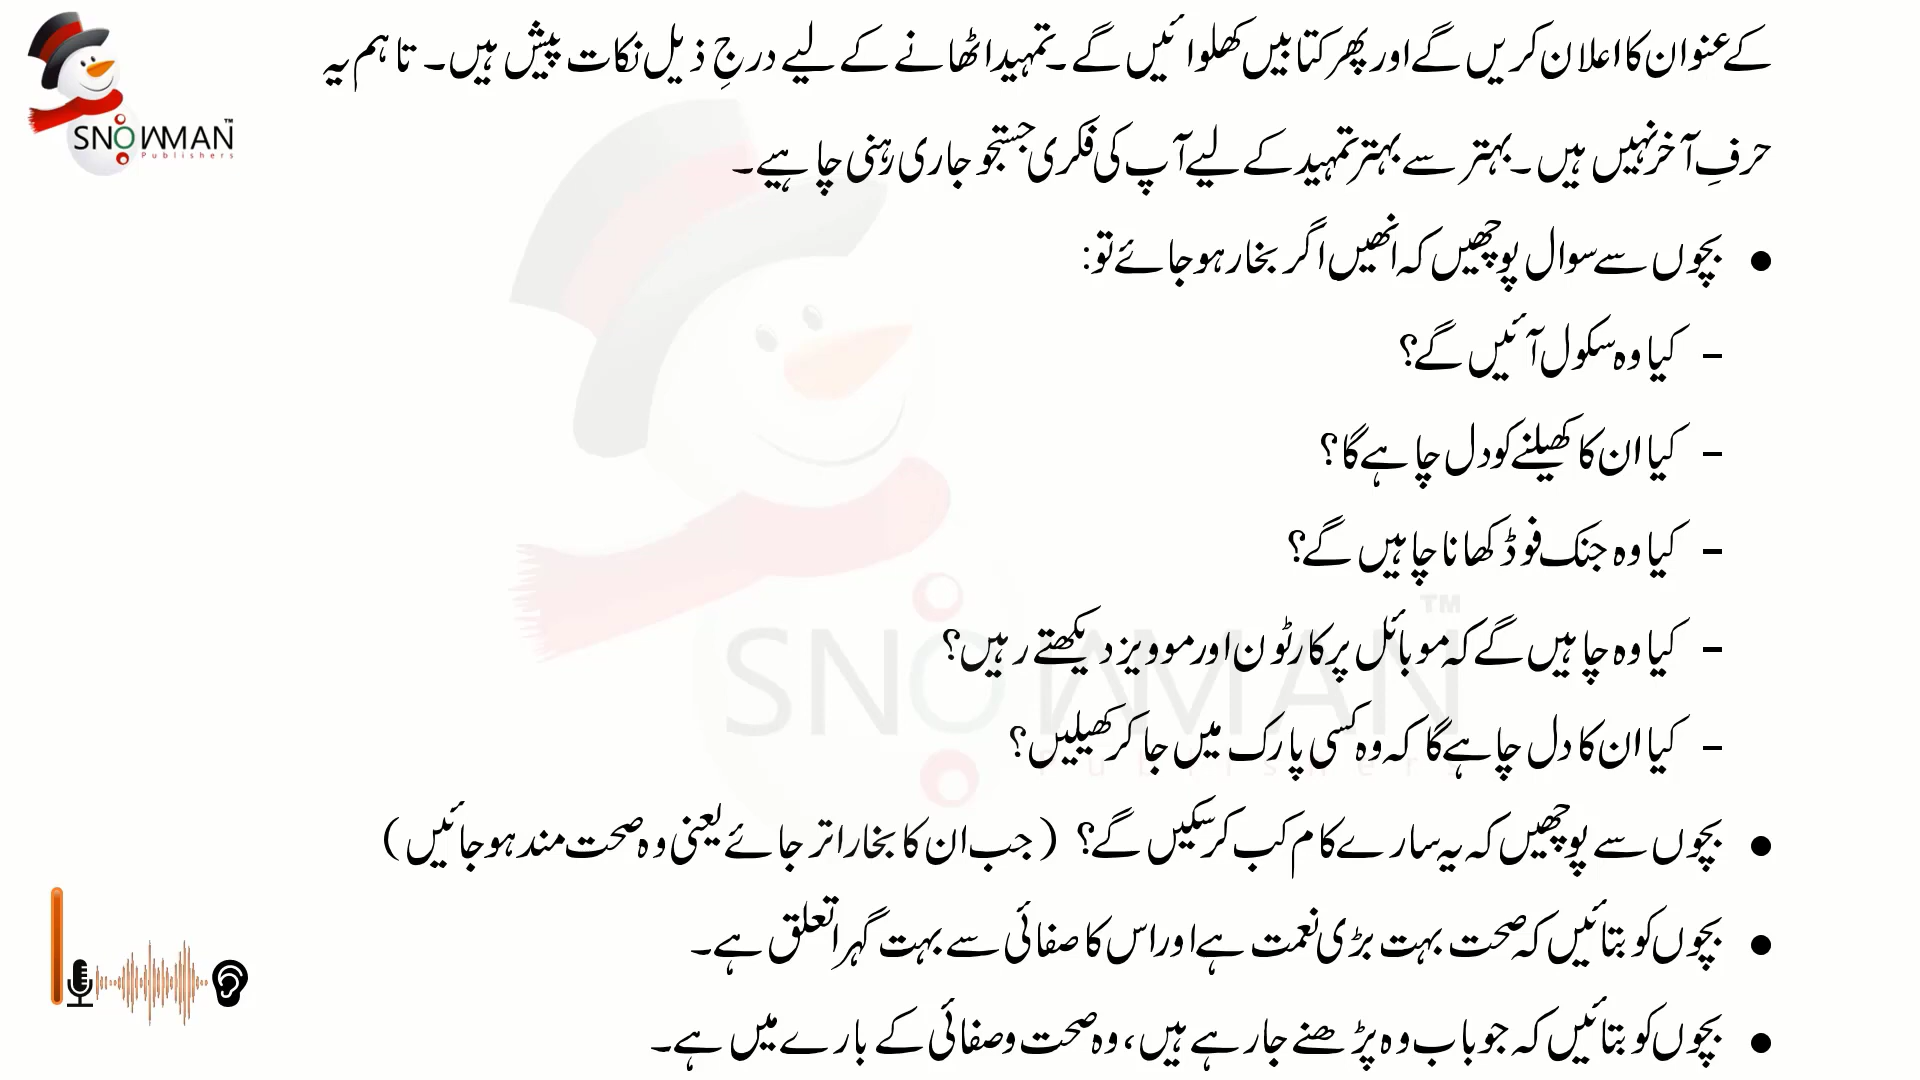 کے عنوان کا اعلان کریں گے اور پھر کتابیں کھلوائیں گے۔ تمہید اٹھانے کے لیے درجِ ذیل نکات پیش ہیں۔ تاہم یہ
حرفِ آخر نہیں ہیں۔ بہتر سے بہتر تمہید کے لیے آپ کی فکری جستجو جاری رہنی چاہیے۔
● بچوں سے سوال پوچھیں کہ انھیں اگر بخار ہو جائے تو:
– کیا وہ سکول آئیں گے؟
– کیا ان کا کھیلنے کو دل چاہے گا؟
– کیا وہ جنک فوڈ کھانا چاہیں گے؟
– کیا وہ چاہیں گے کہ موبائل پر کارٹون اور موویز دیکھتے رہیں؟
– کیا ان کا دل چاہے گا کہ وہ کسی پارک میں جا کر کھیلیں؟
● بچوں سے پوچھیں کہ یہ سارے کام کب کر سکیں گے؟ (جب ان کا بخار اتر جائے یعنی وہ صحت مند ہو جائیں)
● بچوں کو بتائیں کہ صحت بہت بڑی نعمت ہے اور اس کا صفائی سے بہت گہرا تعلق ہے۔
● بچوں کو بتائیں کہ جو باب وہ پڑھنے جا رہے ہیں، وہ صحت و صفائی کے بارے میں ہے۔
SNOWMAN™
Publishers
SNOWMAN™
Publishers